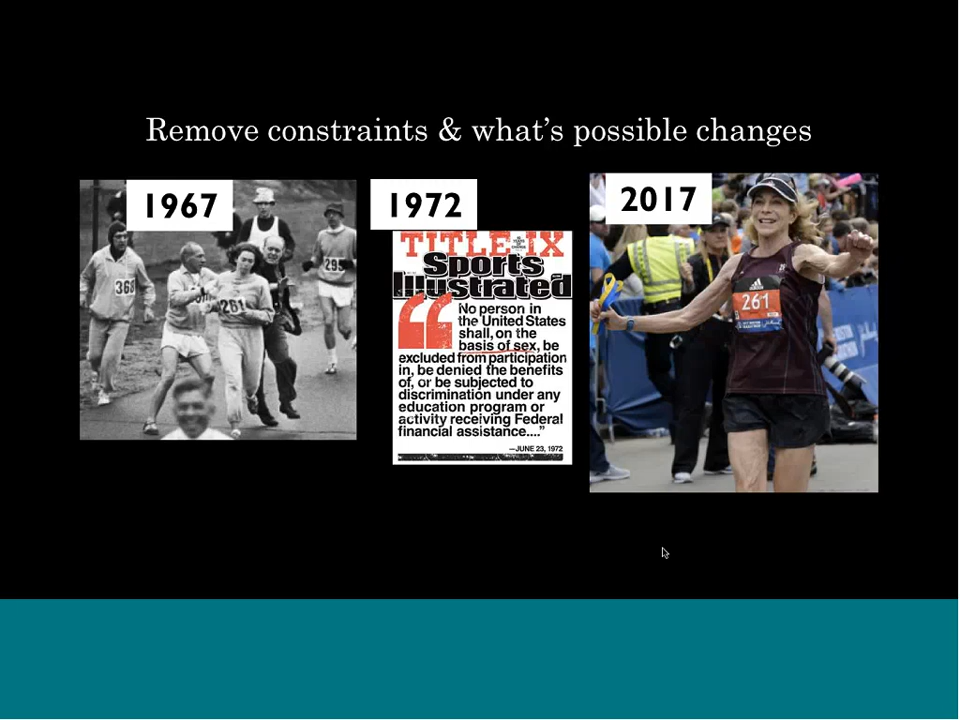 Remove constraints & what's possible changes
1967
1972
2017
368
261
295
TITLE IX
Sports
Illustrated
“No person in
the United States
shall, on the
basis of sex, be
excluded from participation
in, be denied the benefits
of, or be subjected to
discrimination under any
education program or
activity receiving Federal
financial assistance....”
—JUNE 23, 1972
adidas
261